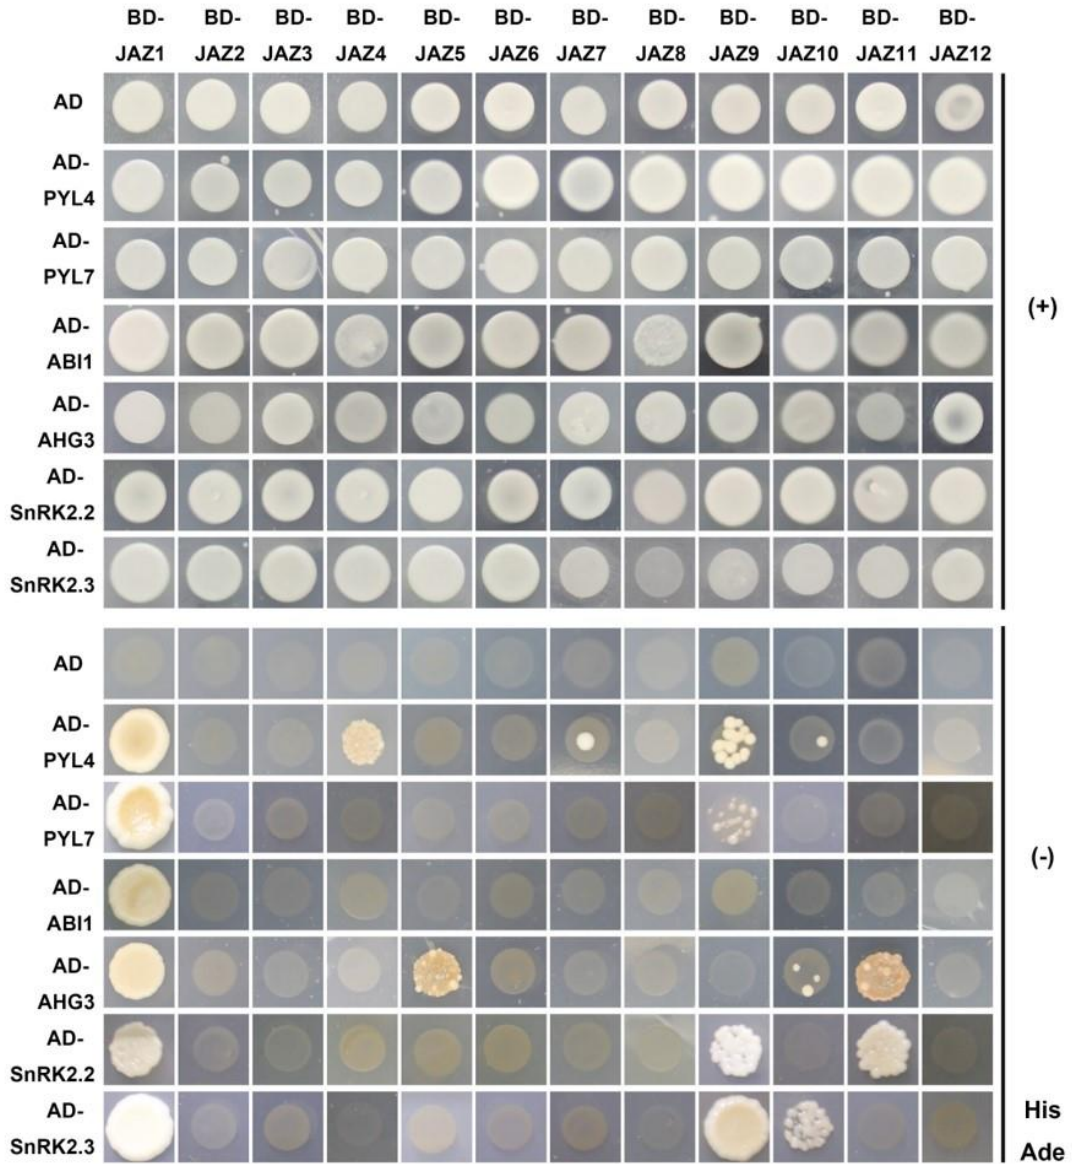 BD- BD- BD- BD- BD- BD- BD- BD- BD- BD- BD- BD-
JAZ1 JAZ2 JAZ3 JAZ4 JAZ5 JAZ6 JAZ7 JAZ8 JAZ9 JAZ10 JAZ11 JAZ12
AD
AD-
PYL4
AD-
PYL7
(+)
AD-
ABI1
AD-
AHG3
AD-
SnRK2.2
AD-
SnRK2.3
AD
AD-
PYL4
AD-
PYL7
(-)
AD-
ABI1
AD-
AHG3
AD-
SnRK2.2
AD-
SnRK2.3
His
Ade